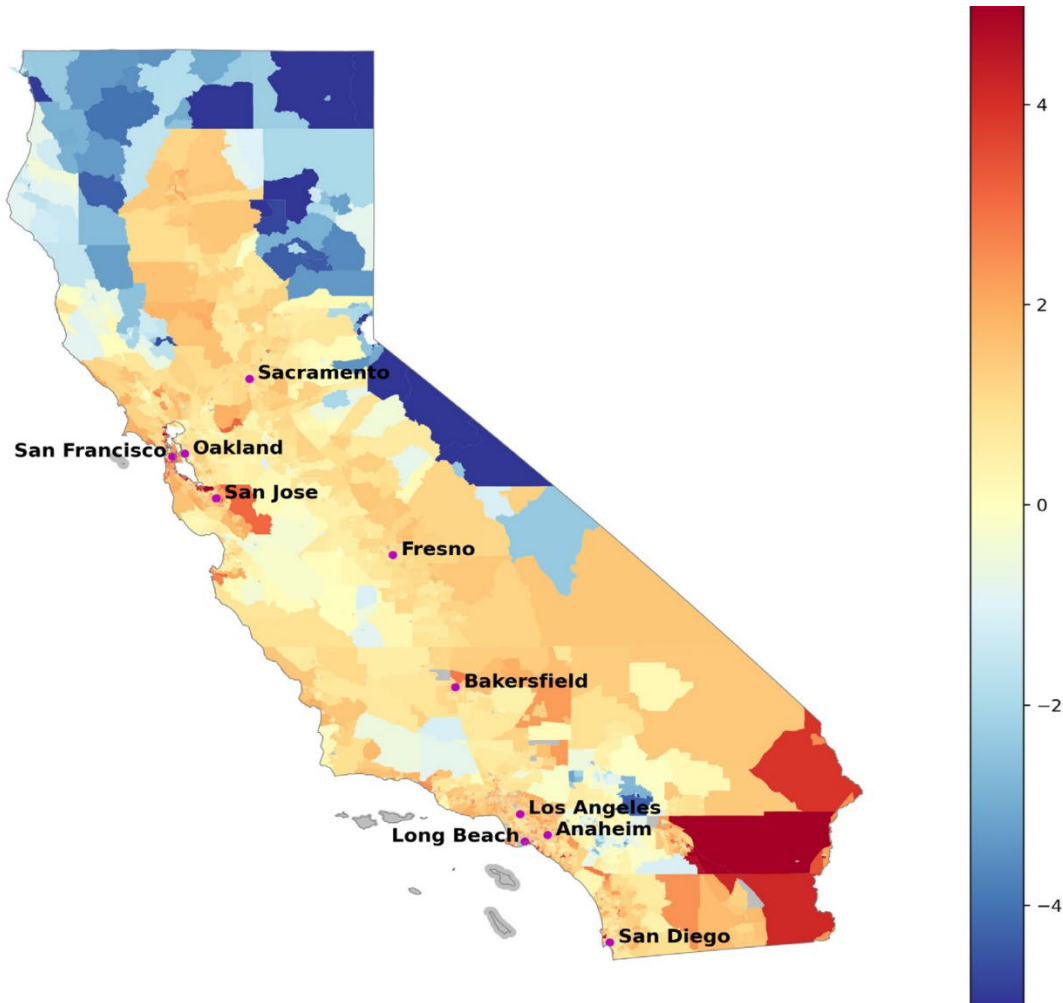 4
Sacramento
San Francisco
Oakland
2
San Jose
0
Fresno
Bakersfield
−2
Los Angeles
Anaheim
Long Beach
−4
San Diego